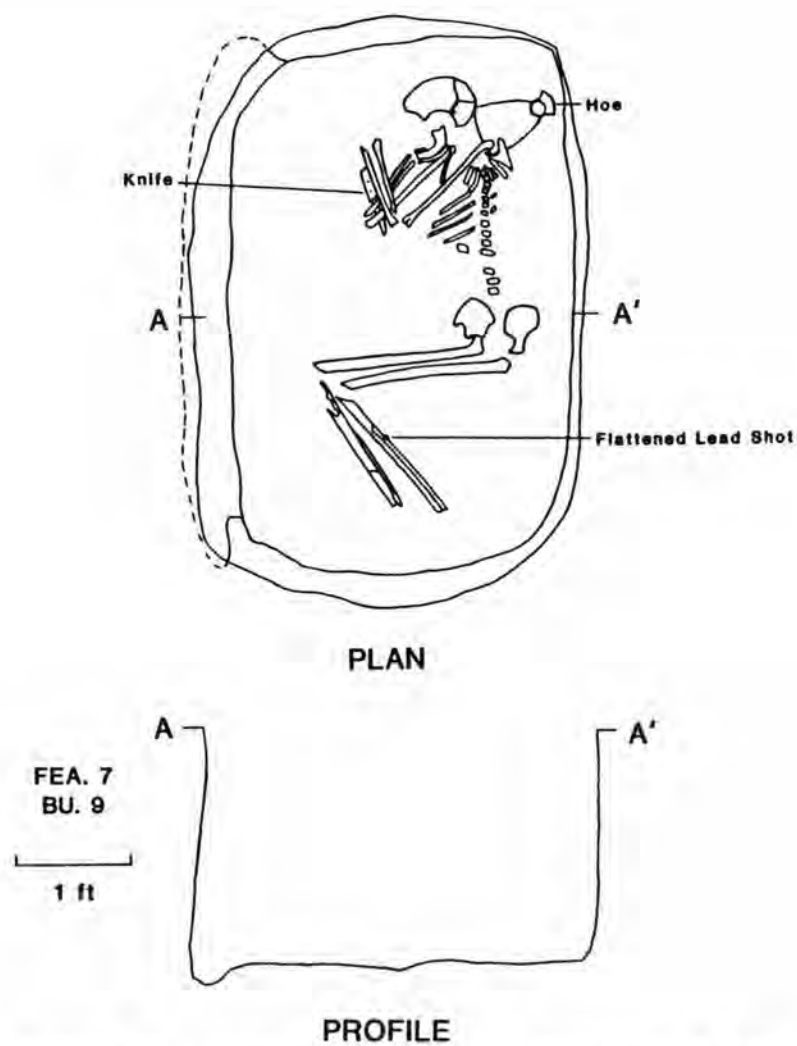 Hoe
Knife
A
A'
Flattened Lead Shot
PLAN
A
A'
FEA. 7
BU. 9
1 ft
PROFILE